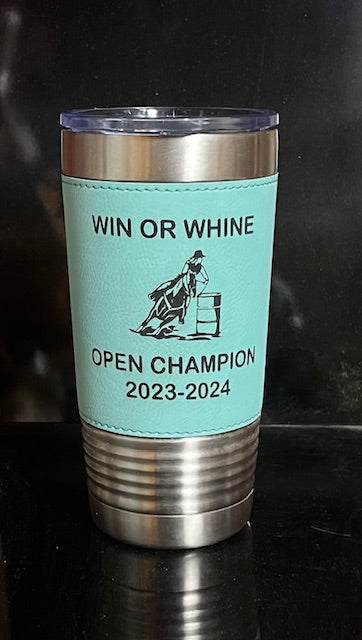 WIN OR WHINE
OPEN CHAMPION
2023-2024